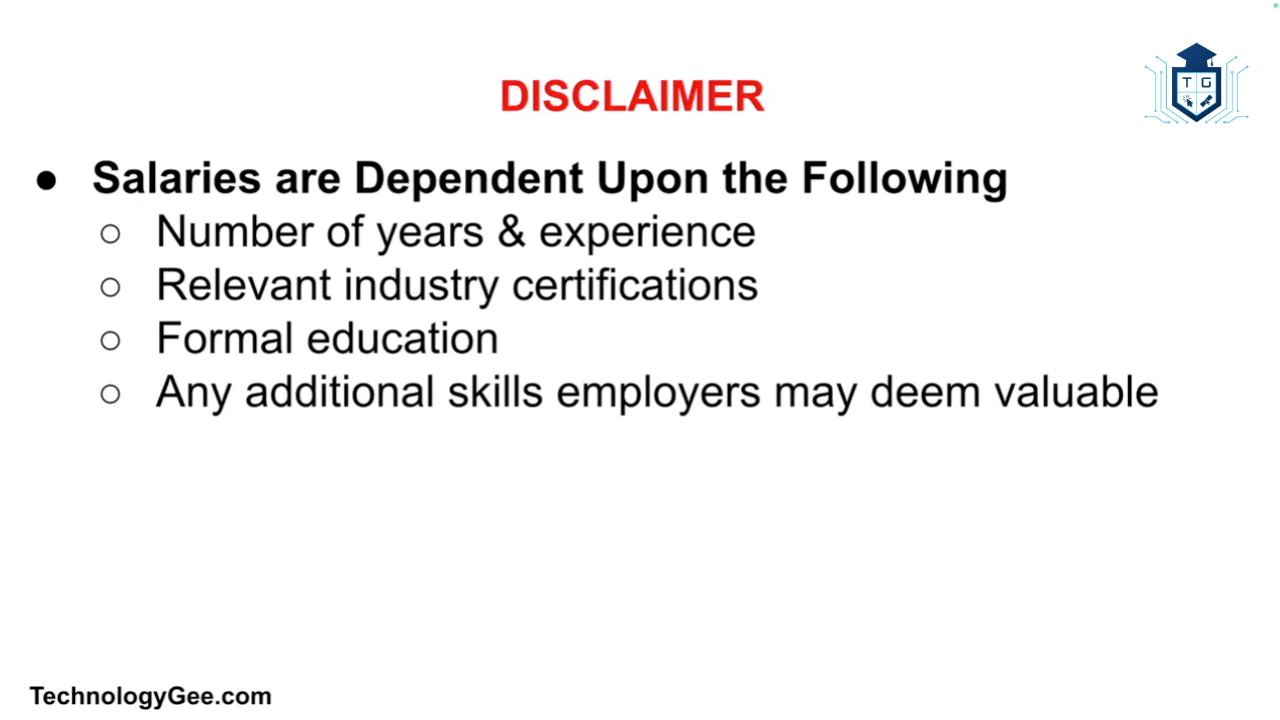 T G
DISCLAIMER
● Salaries are Dependent Upon the Following
○ Number of years & experience
○ Relevant industry certifications
○ Formal education
○ Any additional skills employers may deem valuable
TechnologyGee.com